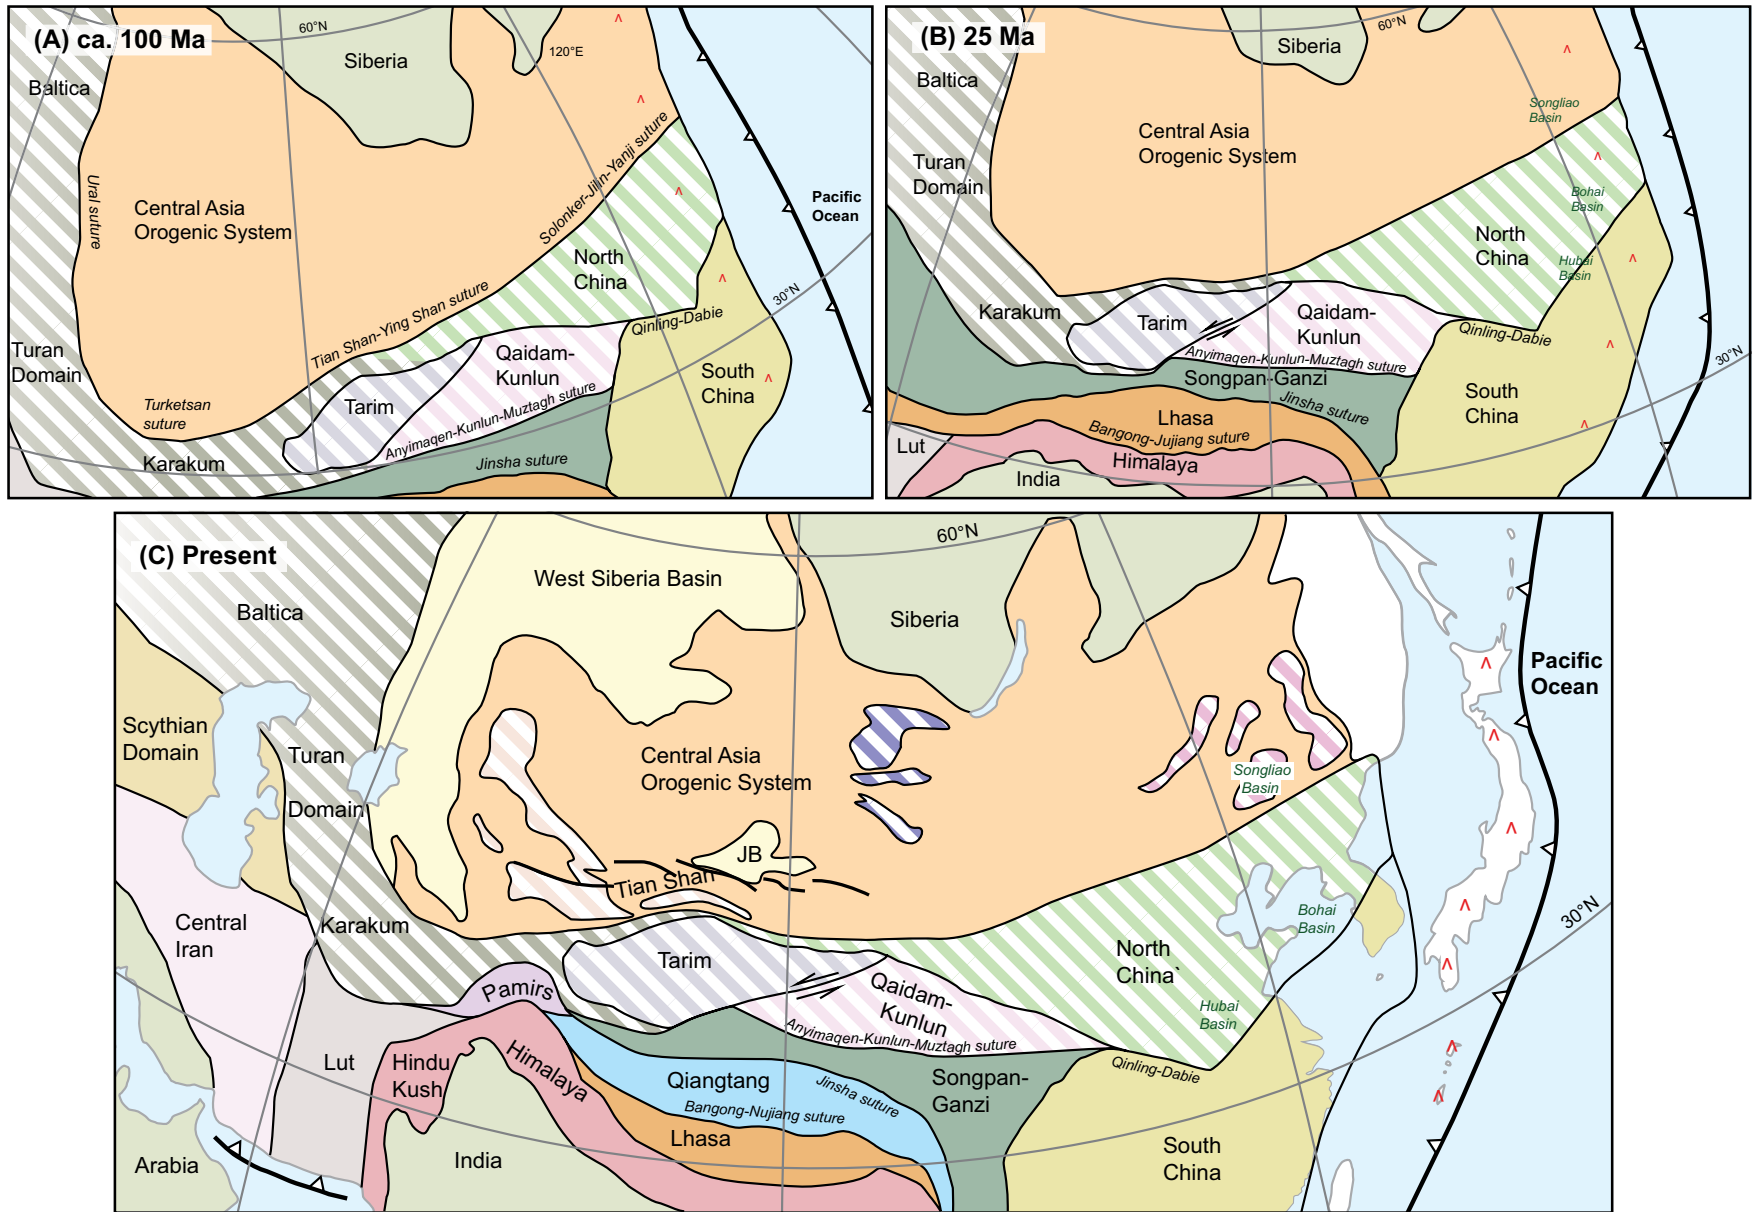 (A) ca. 100 Ma
60°N
120°E
Siberia
Baltica
Ural suture
Central Asia
Orogenic System
Solonker-Jilin-Yanji suture
Pacific
Ocean
North
China
30°N
Tian Shan-Ying Shan suture
Qinling-Dabie
Turan
Domain
Qaidam-
Kunlun
South
China
Tarim
Turketsan
suture
Anyimaqen-Kunlun-Muztagh suture
Karakum
Jinsha suture
(B) 25 Ma
60°N
Siberia
Baltica
Songliao
Basin
Central Asia
Orogenic System
Turan
Domain
Bohai
Basin
North
China
Hubai
Basin
Karakum
Tarim
Qaidam-
Kunlun
Qinling-Dabie
30°N
Anyimaqen-Kunlun-Muztagh suture
Songpan-Ganzi
Jinsha suture
South
China
Lhasa
Bangong-Jujiang suture
Lut
Himalaya
India
(C) Present
60°N
West Siberia Basin
Baltica
Siberia
Pacific
Ocean
Scythian
Domain
Turan
Domain
Central Asia
Orogenic System
Songliao
Basin
JB
Tian Shan
Central
Iran
Karakum
Bohai
Basin
30°N
Tarim
North
China`
Pamirs
Qaidam-
Kunlun
Hubai
Basin
Anyimaqen-Kunlun-Muztagh suture
Lut
Hindu
Kush
Himalaya
Qiangtang
Jinsha suture
Songpan-
Ganzi
Qinling-Dabie
Bangong-Nujiang suture
Lhasa
Arabia
India
South
China